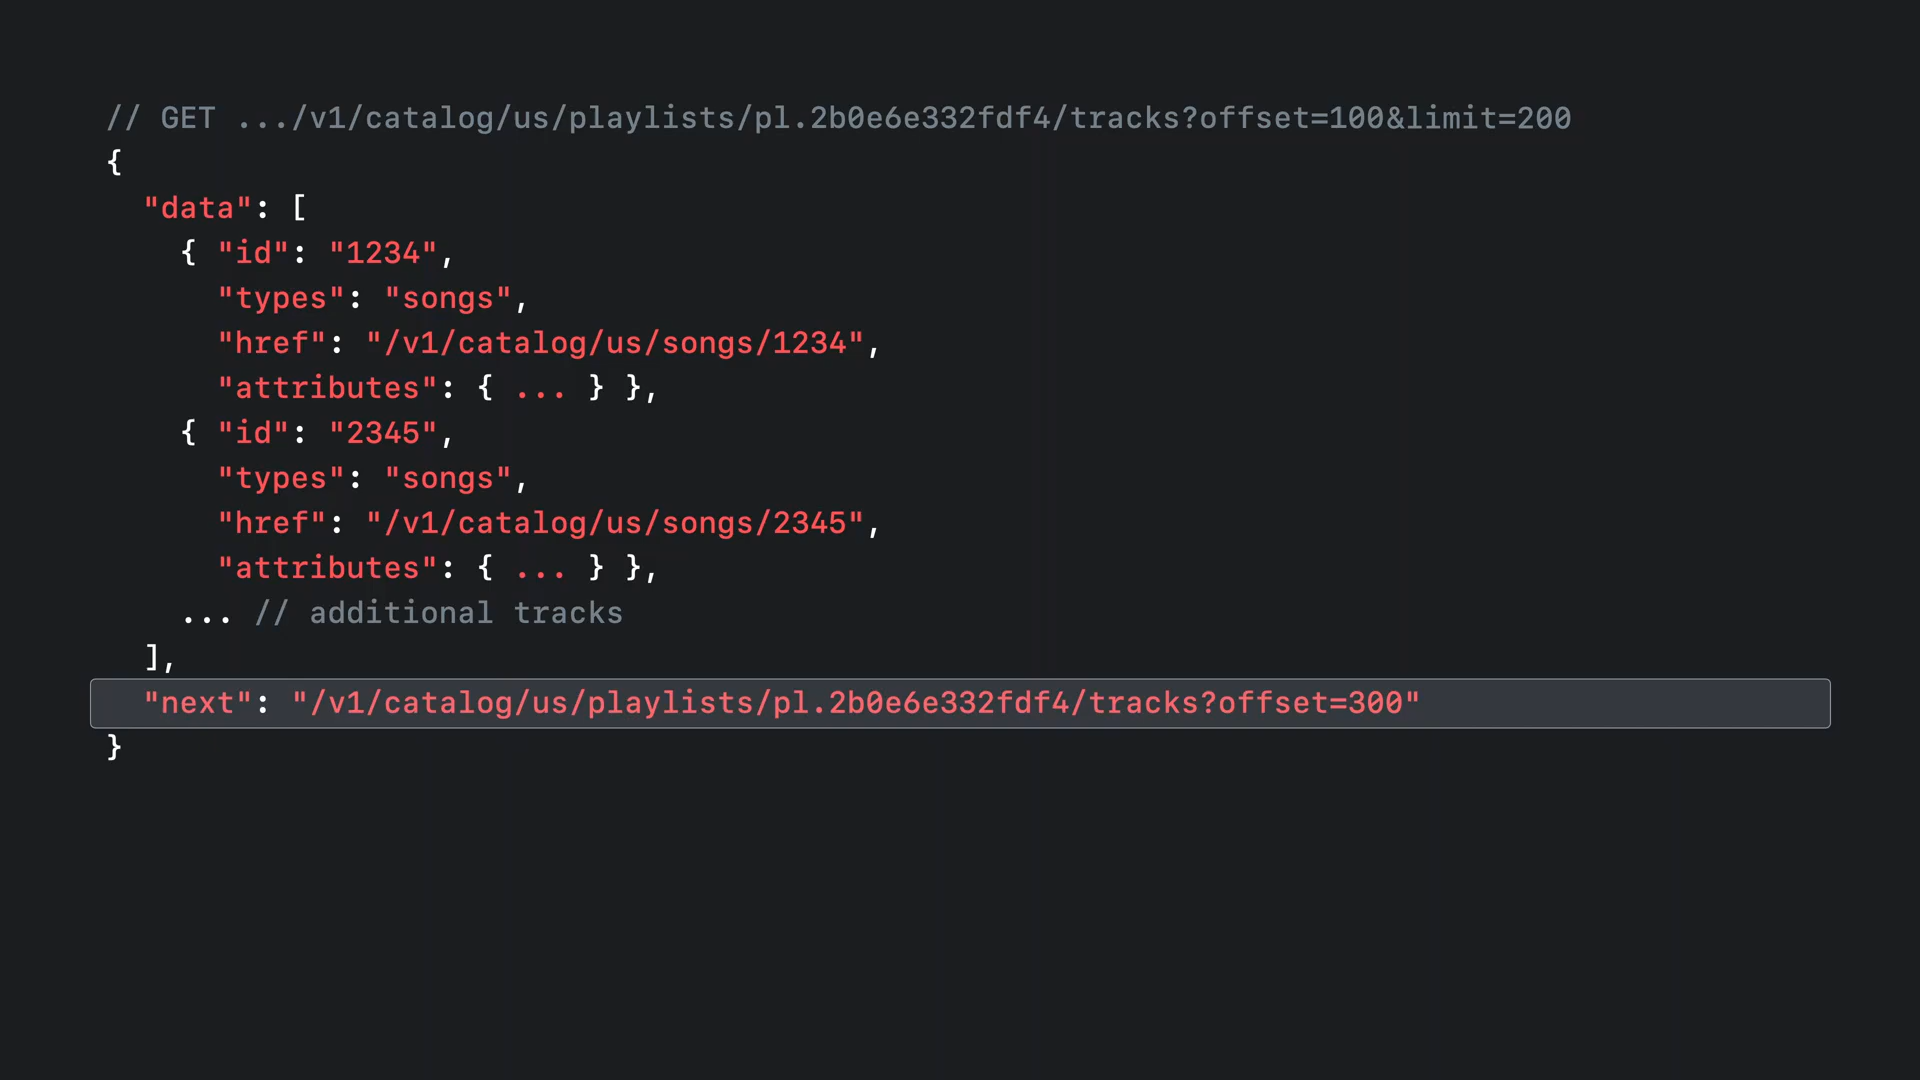 // GET .../v1/catalog/us/playlists/pl.2b0e6e332fdf4/tracks?offset=100&limit=200
{
  "data": [
    { "id": "1234",
      "types": "songs",
      "href": "/v1/catalog/us/songs/1234",
      "attributes": { ... } },
    { "id": "2345",
      "types": "songs",
      "href": "/v1/catalog/us/songs/2345",
      "attributes": { ... } },
    ... // additional tracks
  ],
  "next": "/v1/catalog/us/playlists/pl.2b0e6e332fdf4/tracks?offset=300"
}